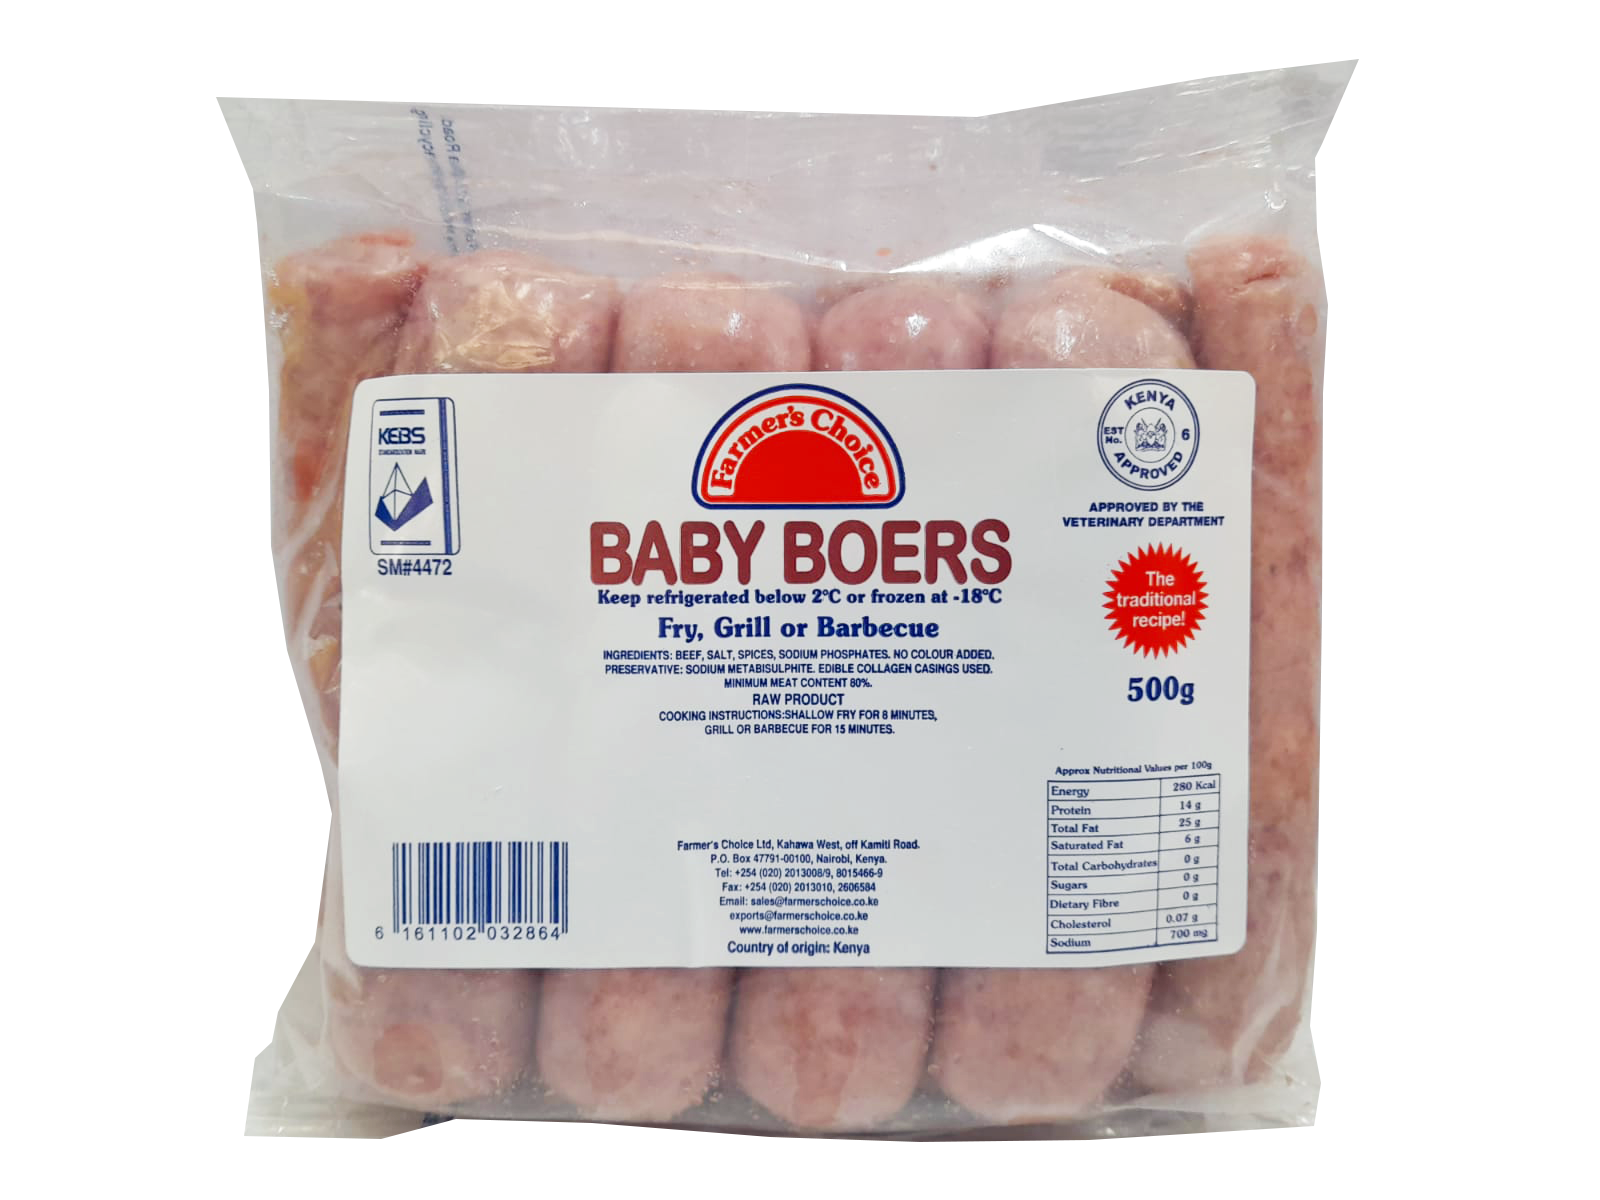 KEBS
STANDARDIZATION MARK
SM#4472
Farmer's Choice
BABY BOERS
Keep refrigerated below 2°C or frozen at -18°C
Fry, Grill or Barbecue
INGREDIENTS: BEEF, SALT, SPICES, SODIUM PHOSPHATES. NO COLOUR ADDED.
PRESERVATIVE: SODIUM METABISULPHITE. EDIBLE COLLAGEN CASINGS USED.
MINIMUM MEAT CONTENT 80%.
RAW PRODUCT
COOKING INSTRUCTIONS:SHALLOW FRY FOR 8 MINUTES,
GRILL OR BARBECUE FOR 15 MINUTES.
KENYA
EST No. 6
APPROVED
APPROVED BY THE
VETERINARY DEPARTMENT
The
traditional
recipe!
500g
Approx Nutritional Values per 100g
Energy 280 Kcal
Protein 14 g
Total Fat 25 g
Saturated Fat 6 g
Total Carbohydrates 0 g
Sugars 0 g
Dietary Fibre 0 g
Cholesterol 0.07 g
Sodium 700 mg
6 161102 032864
Farmer's Choice Ltd, Kahawa West, off Kamiti Road.
P.O. Box 47791-00100, Nairobi, Kenya.
Tel: +254 (020) 2013008/9, 8015466-9
Fax: +254 (020) 2013010, 2606584
Email: sales@farmerschoice.co.ke
exports@farmerschoice.co.ke
www.farmerschoice.co.ke
Country of origin: Kenya